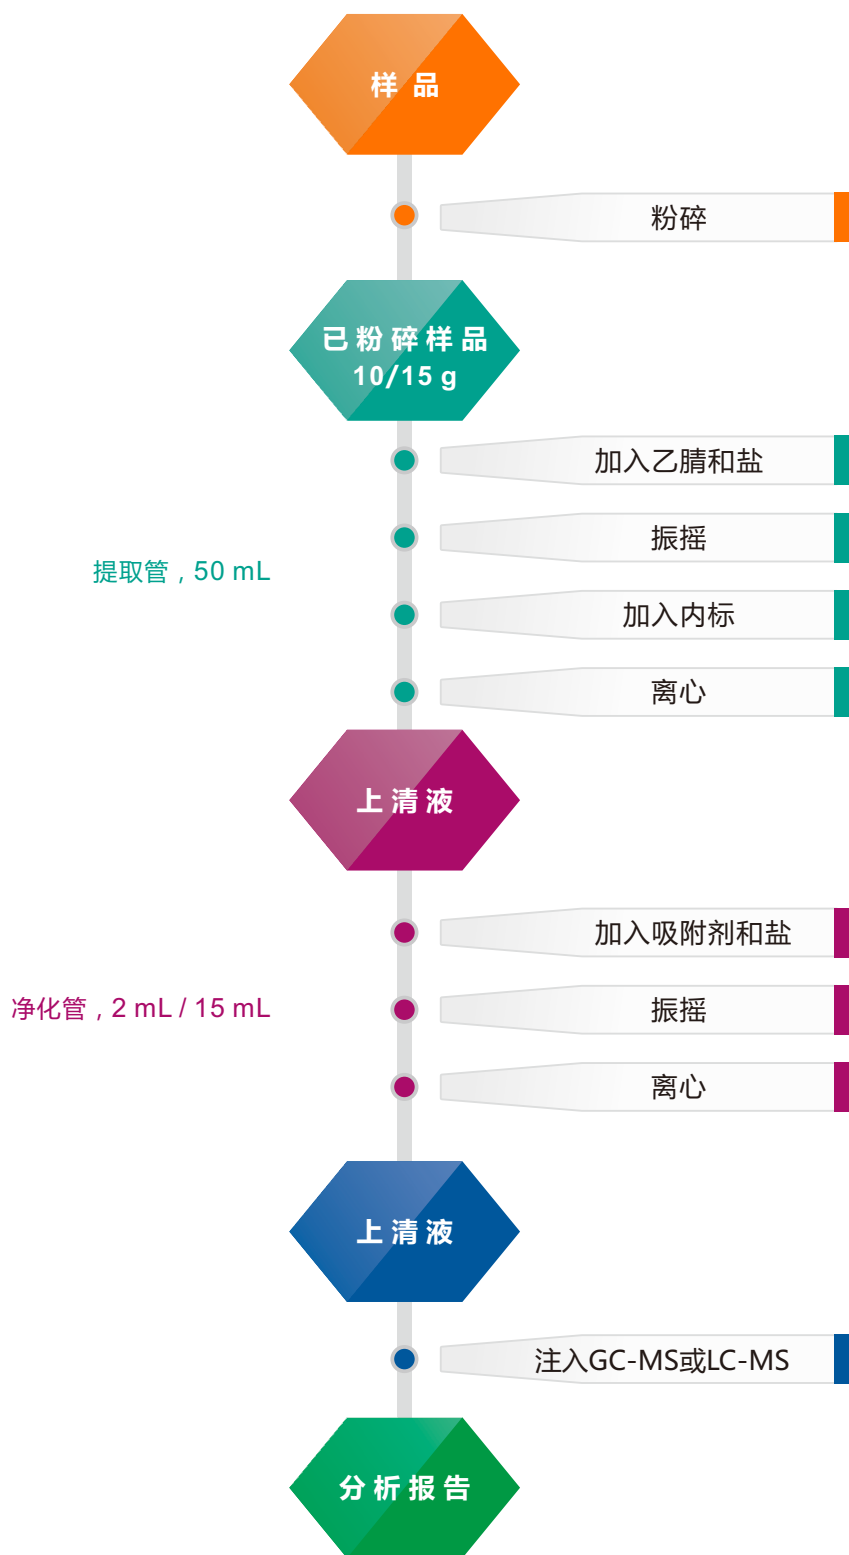 样品
粉碎
已粉碎样品
10/15 g
加入乙腈和盐
振摇
提取管，50 mL
加入内标
离心
上清液
加入吸附剂和盐
净化管，2 mL / 15 mL
振摇
离心
上清液
注入GC-MS或LC-MS
分析报告